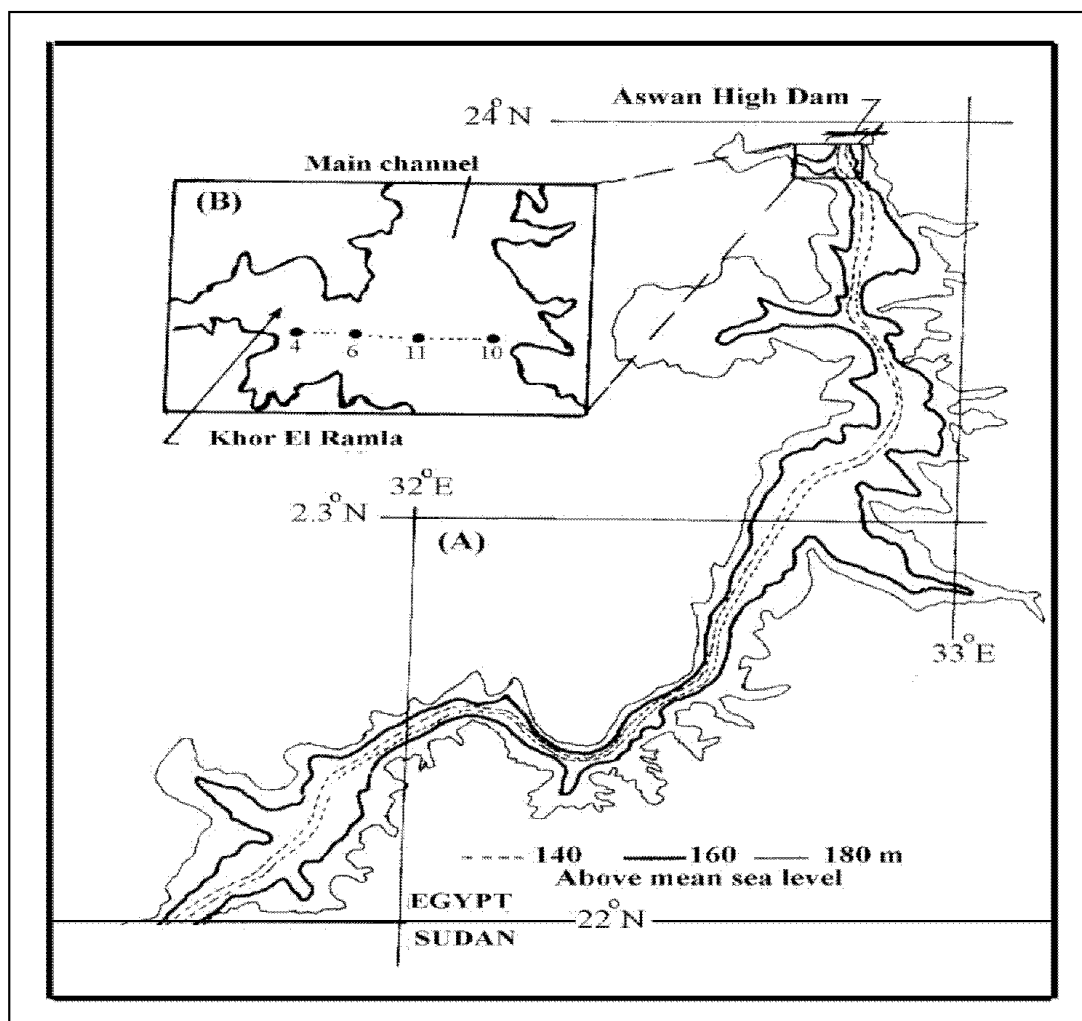 Aswan High Dam
24°N
Main channel
(B)
4 6 11 10
Khor El Ramla
32°E
2.3°N
(A)
33°E
140 160 180 m
Above mean sea level
EGYPT
22°N
SUDAN